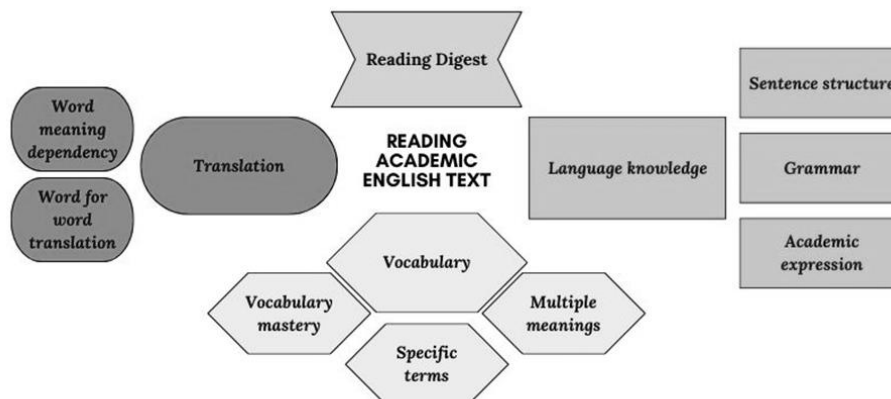 Reading Digest
Word
meaning
dependency
Word for
word
translation
Translation
READING
ACADEMIC
ENGLISH TEXT
Language knowledge
Sentence structure
Grammar
Academic
expression
Vocabulary
Vocabulary
mastery
Specific
terms
Multiple
meanings